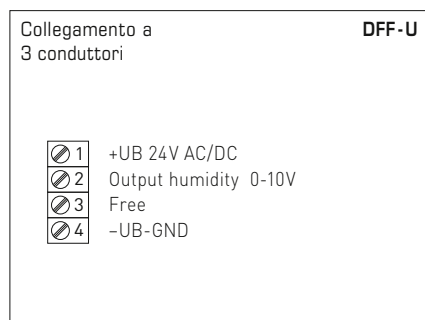 Collegamento a DFF-U
3 conduttori
1 +UB 24V AC/DC
2 Output humidity 0-10V
3 Free
4 –UB-GND